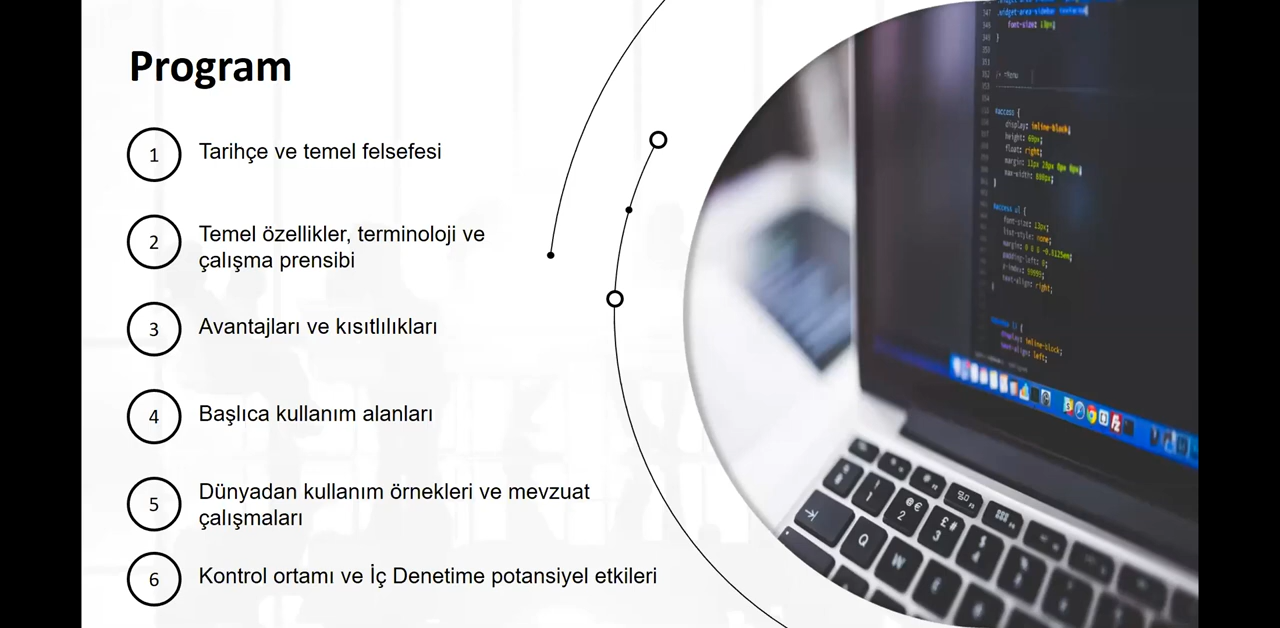 Program
1
Tarihçe ve temel felsefesi
2
Temel özellikler, terminoloji ve
çalışma prensibi
3
Avantajları ve kısıtlılıkları
4
Başlıca kullanım alanları
5
Dünyadan kullanım örnekleri ve mevzuat
çalışmaları
6
Kontrol ortamı ve İç Denetime potansiyel etkileri